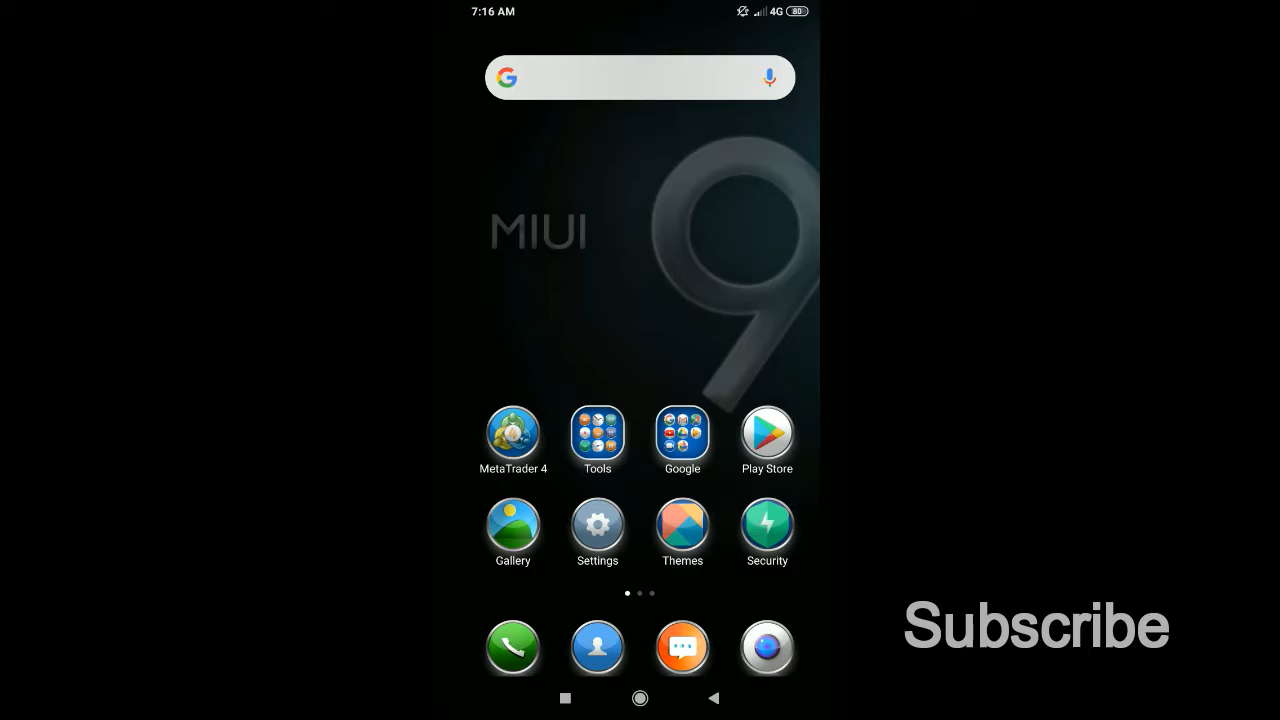 7:16 AM 4G 80
MIUI 9
MetaTrader 4 Tools Google Play Store
Gallery Settings Themes Security
Subscribe